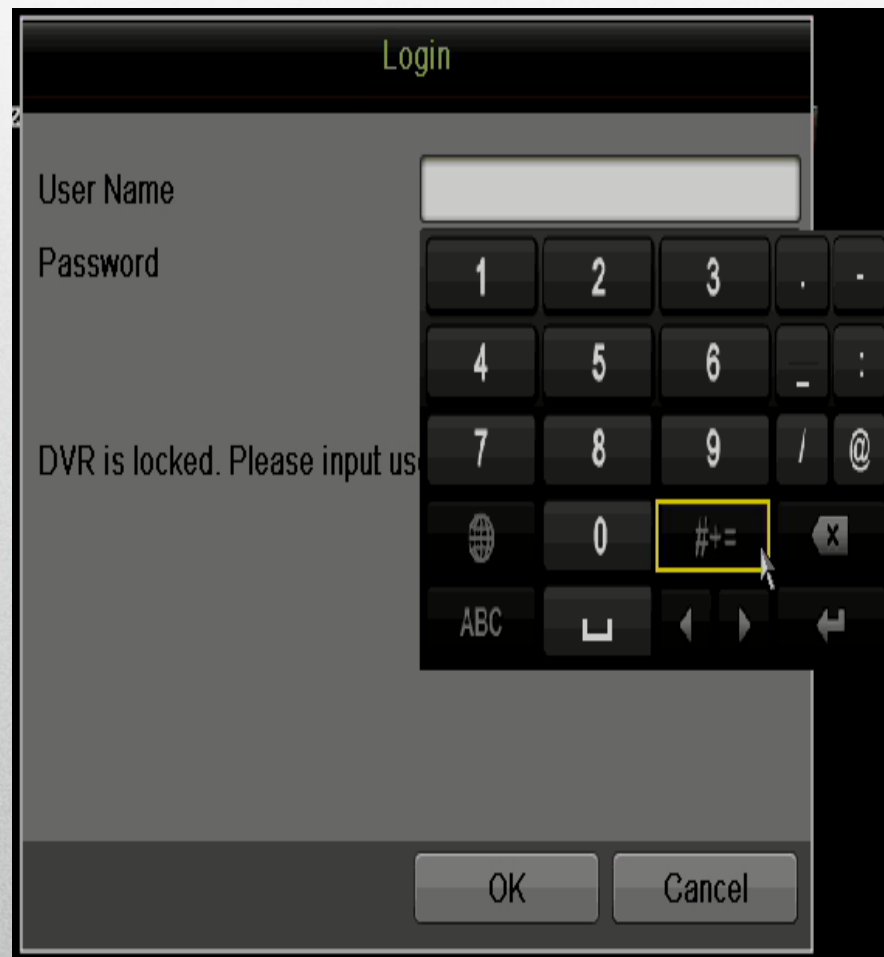 Login
User Name
Password
1 2 3 . -
4 5 6 _ :
DVR is locked. Please input
7 8 9 / @
0 #+=
ABC
OK Cancel